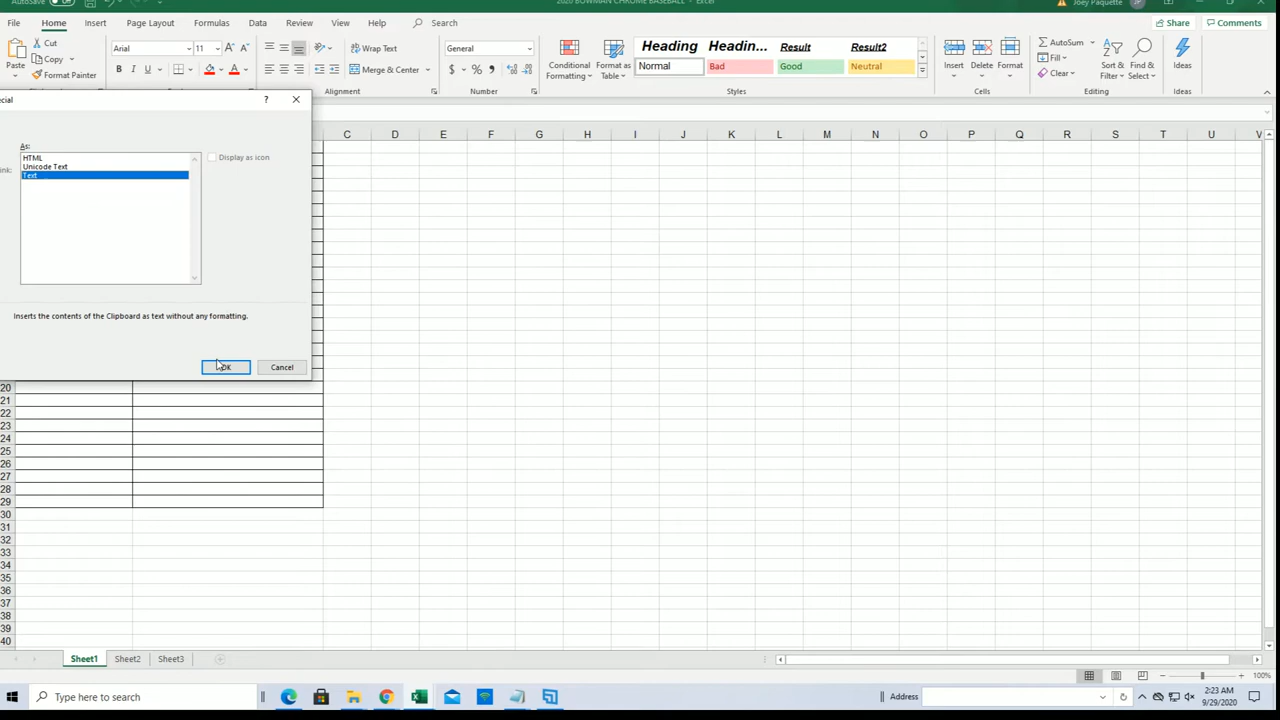 AutoSave
2020 BOWMAN CHROME BASEBALL - Excel
Joey Paquette JP
File Home Insert Page Layout Formulas Data Review View Help Search Share Comments
Paste
Cut
Copy
Format Painter
Arial 11
B I U
Wrap Text
Merge & Center
General
$ % 9
Conditional Formatting
Format as Table
Heading Headin... Result Result2
Normal Bad Good Neutral
Insert Delete Format
AutoSum
Fill
Clear
Sort & Filter
Find & Select
Ideas
Alignment Number Styles Cells Editing Ideas
? ×
As:
HTML
Unicode Text
Text
Display as icon
Inserts the contents of the Clipboard as text without any formatting.
OK Cancel
C D E F G H I J K L M N O P Q R S T U V
20
21
22
23
24
25
26
27
28
29
30
31
32
33
34
35
36
37
38
39
40
Sheet1 Sheet2 Sheet3
100%
Type here to search
Address
2:23 AM
9/29/2020